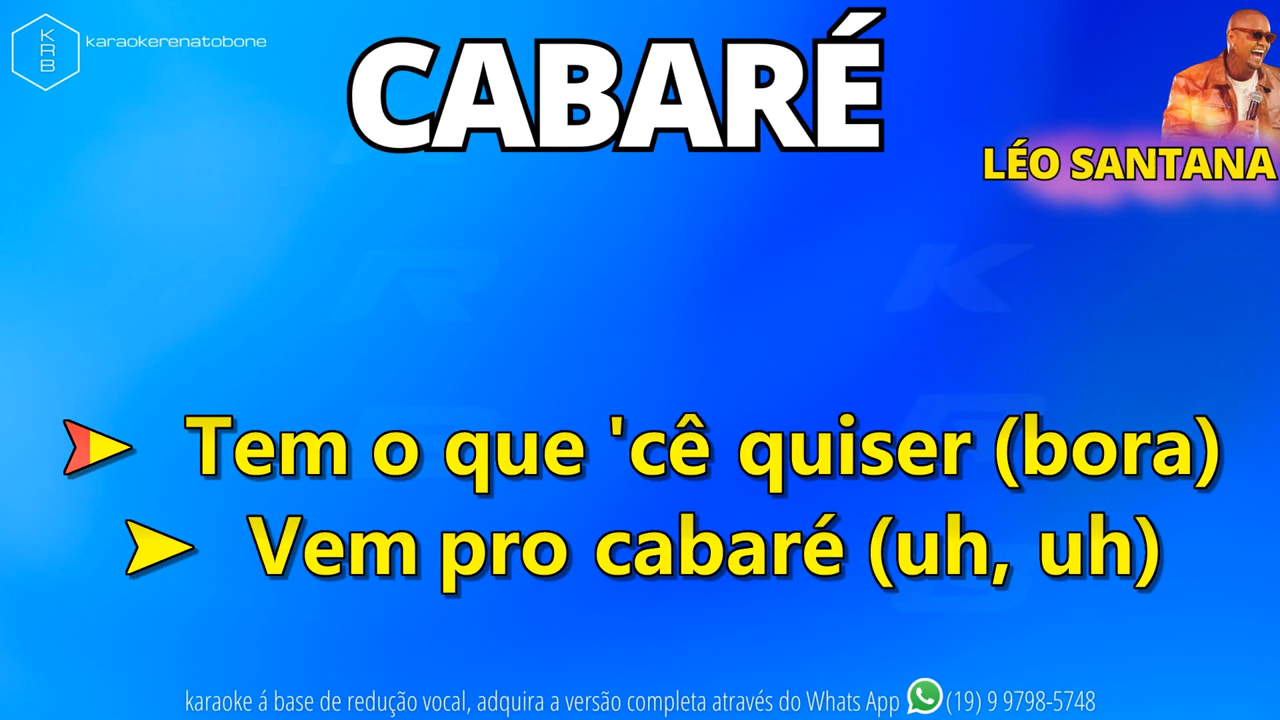 KRB
karaokerenatobone
CABARÉ
LÉO SANTANA
R
K
Tem o que 'cê quiser (bora)
Vem pro cabaré (uh, uh)
karaoke á base de redução vocal, adquira a versão completa através do Whats App (19) 9 9798-5748